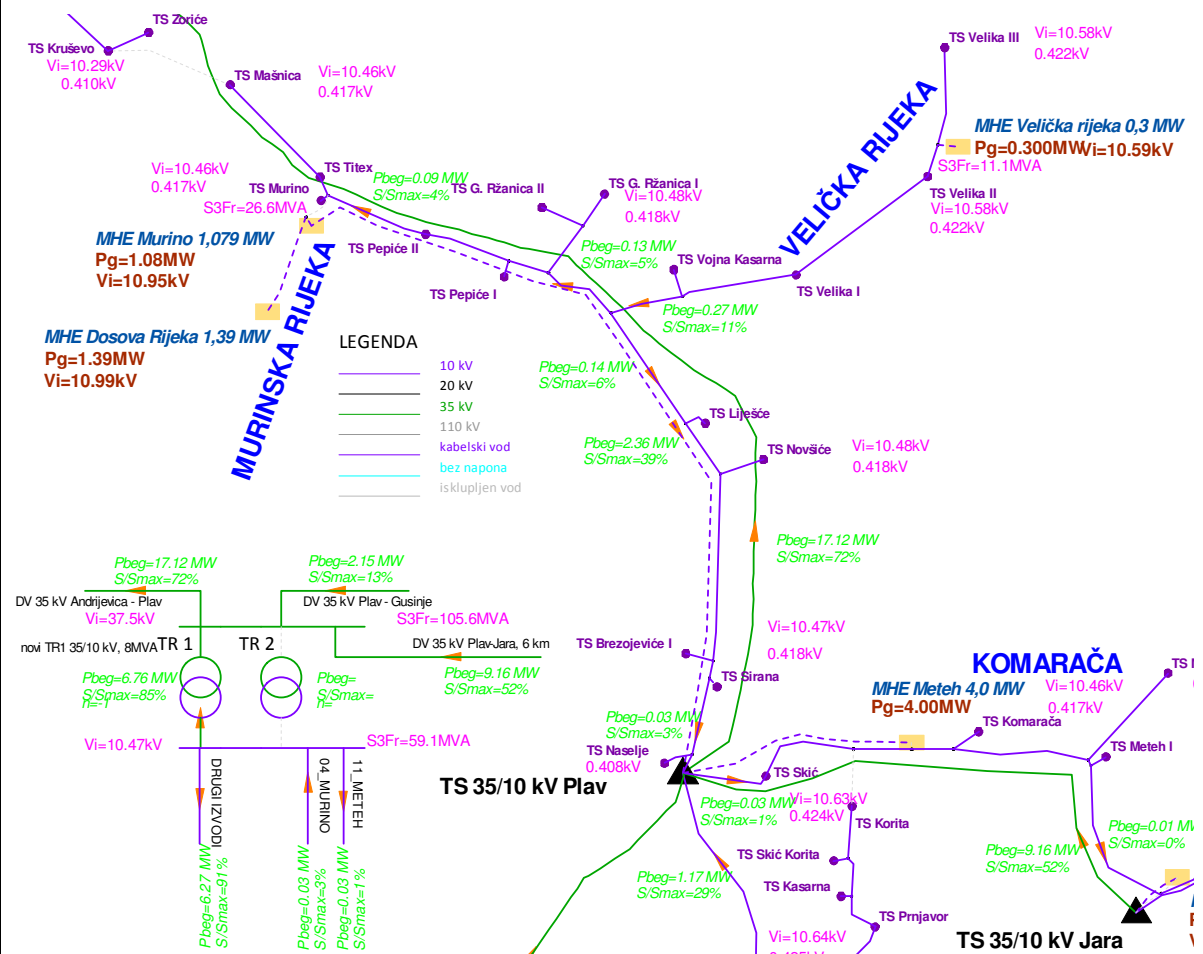 TS Zoriće
TS Kruševo
Vi=10.29kV
0.410kV
TS Mašnica
Vi=10.46kV
0.417kV
TS Velika III
Vi=10.58kV
0.422kV
VELIČKA RIJEKA
MHE Velička rijeka 0,3 MW
Pg=0.300MW
Vi=10.59kV
S3Fr=11.1MVA
TS Velika II
Vi=10.58kV
0.422kV
Vi=10.46kV
0.417kV
TS Titex
TS Murino
S3Fr=26.6MVA
Pbeg=0.09 MW
S/Smax=4%
TS G. Ržanica II
TS G. Ržanica I
Vi=10.48kV
0.418kV
MHE Murino 1,079 MW
Pg=1.08MW
Vi=10.95kV
TS Pepiće II
TS Pepiće I
Pbeg=0.13 MW
S/Smax=5%
TS Vojna Kasarna
TS Velika I
Pbeg=0.27 MW
S/Smax=11%
MHE Dosova Rijeka 1,39 MW
Pg=1.39MW
Vi=10.99kV
MURINSKA RIJEKA
LEGENDA
10 kV
20 kV
35 kV
110 kV
kabelski vod
bez napona
isklupljen vod
Pbeg=0.14 MW
S/Smax=6%
TS Liješće
Pbeg=2.36 MW
S/Smax=39%
TS Novšiće
Vi=10.48kV
0.418kV
Pbeg=17.12 MW
S/Smax=72%
Pbeg=17.12 MW
S/Smax=72%
Pbeg=2.15 MW
S/Smax=13%
DV 35 kV Andrijevica - Plav
DV 35 kV Plav - Gusinje
Vi=37.5kV
S3Fr=105.6MVA
novi TR1 35/10 kV, 8MVA
TR 1
TR 2
DV 35 kV Plav-Jara, 6 km
Pbeg=6.76 MW
S/Smax=85%
Pbeg=
S/Smax=
n=
Pbeg=9.16 MW
S/Smax=52%
Vi=10.47kV
S3Fr=59.1MVA
DRUGI IZVODI
04_MURINO
11_METEH
Pbeg=6.27 MW
S/Smax=91%
Pbeg=0.03 MW
S/Smax=3%
Pbeg=0.03 MW
S/Smax=1%
TS Brezojeviće I
Vi=10.47kV
0.418kV
TS Sirana
Pbeg=0.03 MW
S/Smax=3%
TS Naselje
0.408kV
TS 35/10 kV Plav
KOMARAČA
MHE Meteh 4,0 MW
Pg=4.00MW
Vi=10.46kV
0.417kV
TS Komarača
TS Meteh I
TS Skić
Pbeg=0.03 MW
S/Smax=1%
Vi=10.63kV
0.424kV
TS Korita
TS Skić Korita
TS Kasarna
TS Prnjavor
Pbeg=1.17 MW
S/Smax=29%
Vi=10.64kV
Pbeg=9.16 MW
S/Smax=52%
Pbeg=0.01 MW
S/Smax=0%
TS 35/10 kV Jara